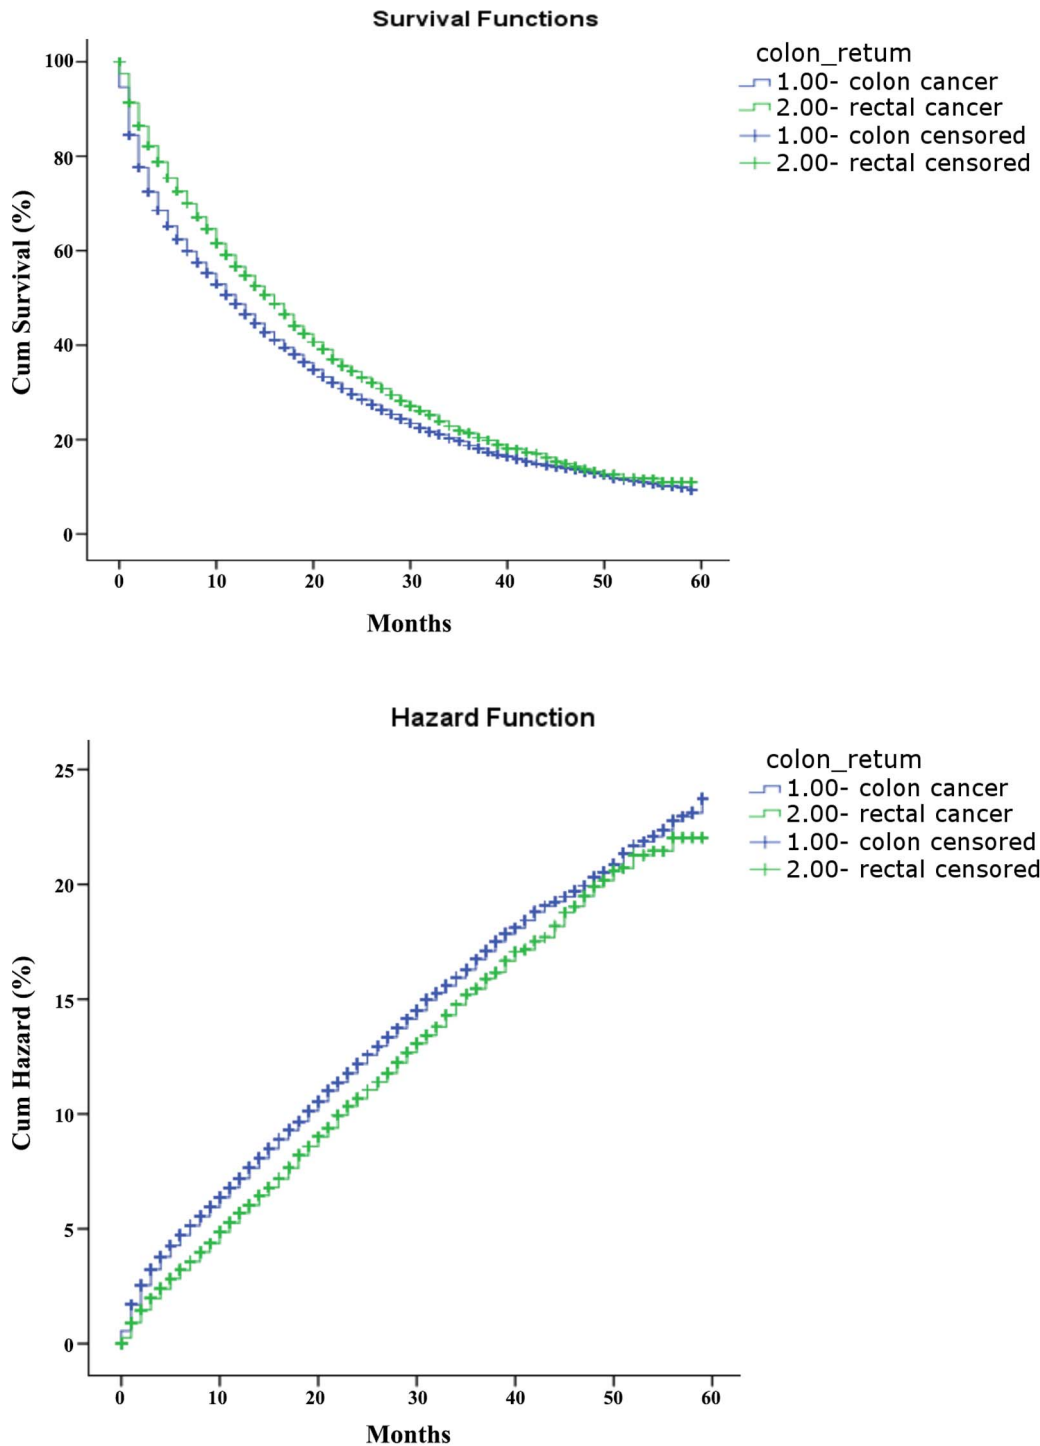 Survival Functions
colon_retum
1.00- colon cancer
2.00- rectal cancer
1.00- colon censored
2.00- rectal censored
Cum Survival (%)
100
80
60
40
20
0
0 10 20 30 40 50 60
Months
Hazard Function
colon_retum
1.00- colon cancer
2.00- rectal cancer
1.00- colon censored
2.00- rectal censored
Cum Hazard (%)
25
20
15
10
5
0
0 10 20 30 40 50 60
Months